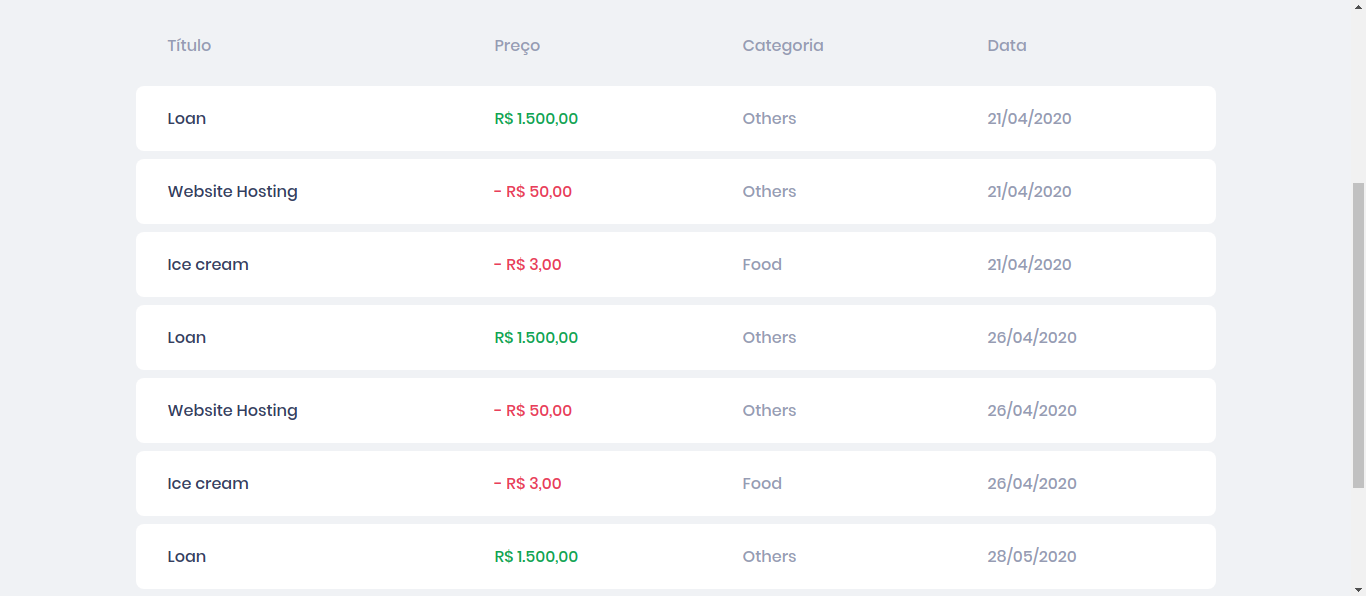 Título Preço Categoria Data
Loan R$ 1.500,00 Others 21/04/2020
Website Hosting - R$ 50,00 Others 21/04/2020
Ice cream - R$ 3,00 Food 21/04/2020
Loan R$ 1.500,00 Others 26/04/2020
Website Hosting - R$ 50,00 Others 26/04/2020
Ice cream - R$ 3,00 Food 26/04/2020
Loan R$ 1.500,00 Others 28/05/2020